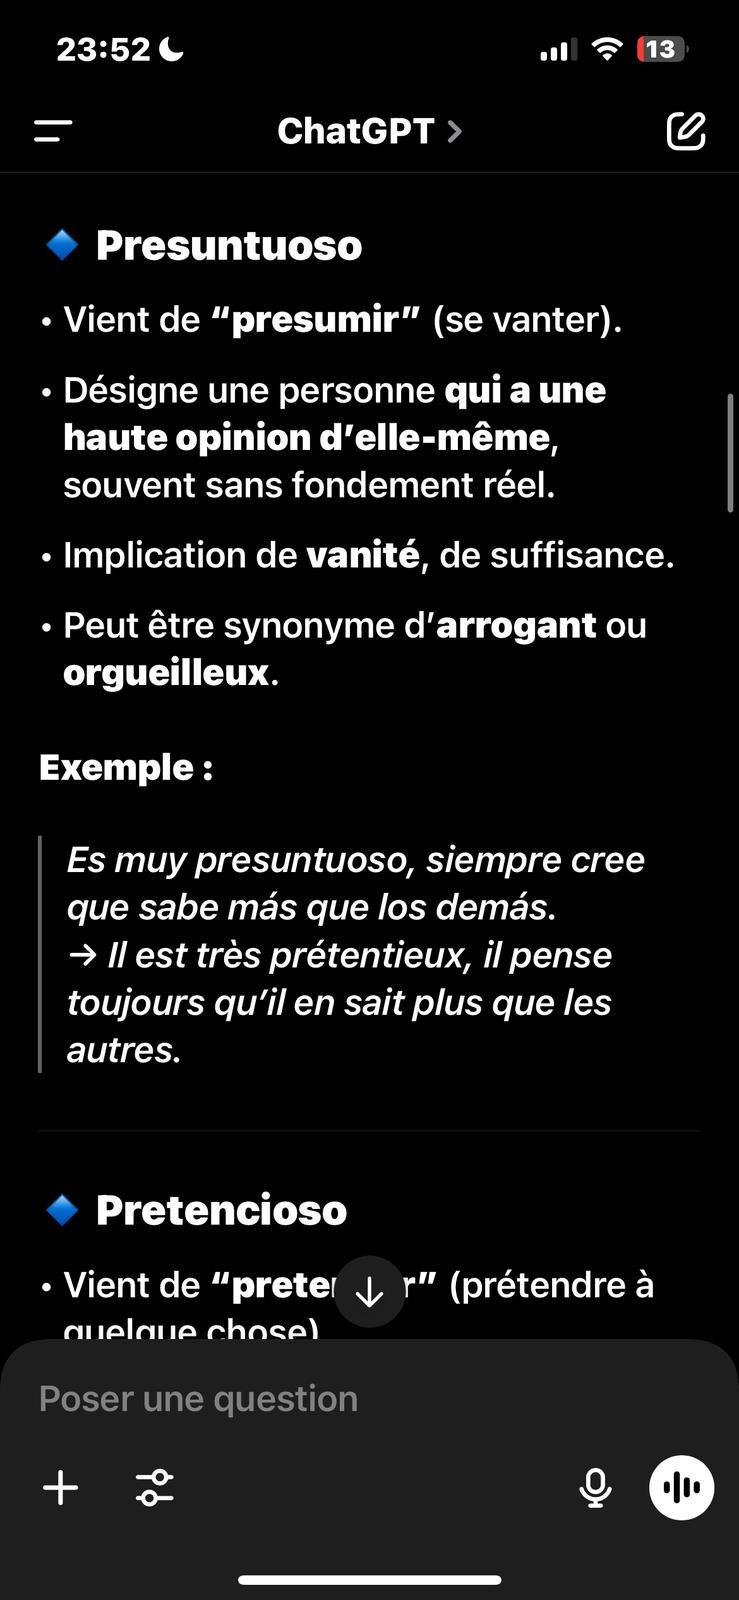 23:52
13
ChatGPT
Presuntuoso
• Vient de “presumir” (se vanter).
• Désigne une personne qui a une
haute opinion d’elle-même,
souvent sans fondement réel.
• Implication de vanité, de suffisance.
• Peut être synonyme d’arrogant ou
orgueilleux.
Exemple :
Es muy presuntuoso, siempre cree
que sabe más que los demás.
→ Il est très prétentieux, il pense
toujours qu’il en sait plus que les
autres.
Pretencioso
• Vient de (prétendre à
quelque chose)
Poser une question